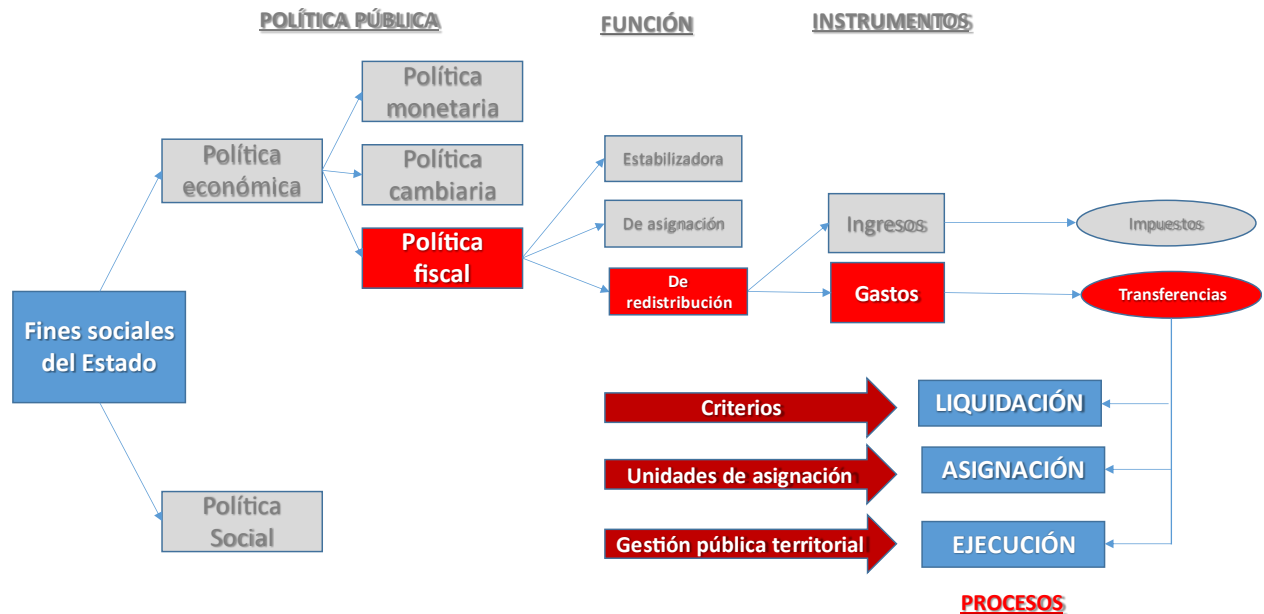 POLÍTICA PÚBLICA
FUNCIÓN
INSTRUMENTOS
Política
monetaria
Política
económica
Política
cambiaria
Política
fiscal
Estabilizadora
De asignación
De
redistribución
Ingresos
Gastos
Impuestos
Transferencias
Fines sociales
del Estado
Política
Social
Criterios
LIQUIDACIÓN
Unidades de asignación
ASIGNACIÓN
Gestión pública territorial
EJECUCIÓN
PROCESOS